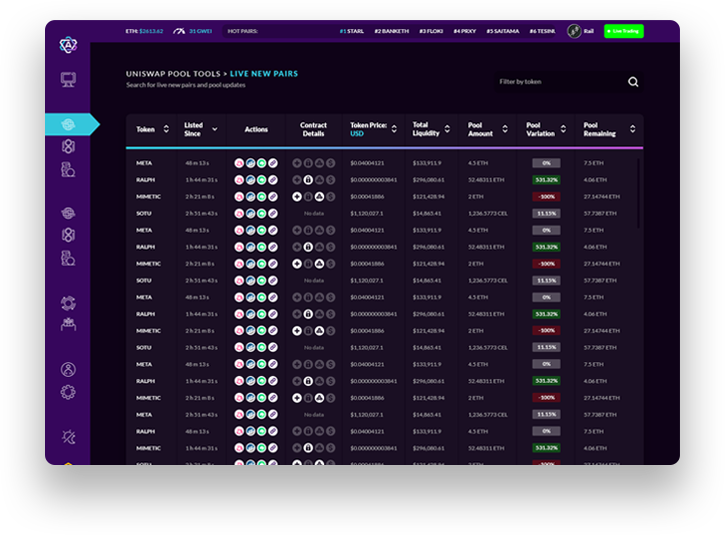 ETH: $2613.62 31 GWEI HOT PAIRS: #1 STARL #2 BANKETH #3 FLOKI #4 PRXY #5 SAITAMA #6 TESINU Rail Live Trading
UNISWAP POOL TOOLS > LIVE NEW PAIRS
Search for live new pairs and pool updates
Filter by token
Token Listed Since Actions Contract Details Token Price: USD Total Liquidity Pool Amount Pool Variation Pool Remaining
META 48 m 13 s $0.04004121 $133,911.9 4.5 ETH 0% 7.5 ETH
RALPH 1 h 44 m 31 s $0.000000003841 $296,080.61 52.48311 ETH 531.32% 4.06 ETH
MIMETIC 2 h 21 m 8 s $0.00041886 $121,428.94 2 ETH -100% 27.14744 ETH
SOTU 2 h 51 m 43 s No data $1,120,027.1 $14,865.41 1,236.5773 CEL 11.15% 57.7387 ETH
META 48 m 13 s $0.04004121 $133,911.9 4.5 ETH 0% 7.5 ETH
RALPH 1 h 44 m 31 s $0.000000003841 $296,080.61 52.48311 ETH 531.32% 4.06 ETH
MIMETIC 2 h 21 m 8 s $0.00041886 $121,428.94 2 ETH -100% 27.14744 ETH
SOTU 2 h 51 m 43 s No data $1,120,027.1 $14,865.41 1,236.5773 CEL 11.15% 57.7387 ETH
META 48 m 13 s $0.04004121 $133,911.9 4.5 ETH 0% 7.5 ETH
RALPH 1 h 44 m 31 s $0.000000003841 $296,080.61 52.48311 ETH 531.32% 4.06 ETH
MIMETIC 2 h 21 m 8 s $0.00041886 $121,428.94 2 ETH -100% 27.14744 ETH
SOTU 2 h 51 m 43 s No data $1,120,027.1 $14,865.41 1,236.5773 CEL 11.15% 57.7387 ETH
META 48 m 13 s $0.04004121 $133,911.9 4.5 ETH 0% 7.5 ETH
RALPH 1 h 44 m 31 s $0.000000003841 $296,080.61 52.48311 ETH 531.32% 4.06 ETH
MIMETIC 2 h 21 m 8 s $0.00041886 $121,428.94 2 ETH -100% 27.14744 ETH
META 2 h 51 m 43 s No data $1,120,027.1 $14,865.41 1,236.5773 CEL 11.15% 57.7387 ETH
RALPH 48 m 13 s $0.04004121 $133,911.9 4.5 ETH 0% 7.5 ETH
MIMETIC 1 h 44 m 31 s $0.000000003841 $296,080.61 52.48311 ETH 531.32% 4.06 ETH
SOTU 2 h 21 m 8 s $0.00041886 $121,428.94 2 ETH -100% 27.14744 ETH